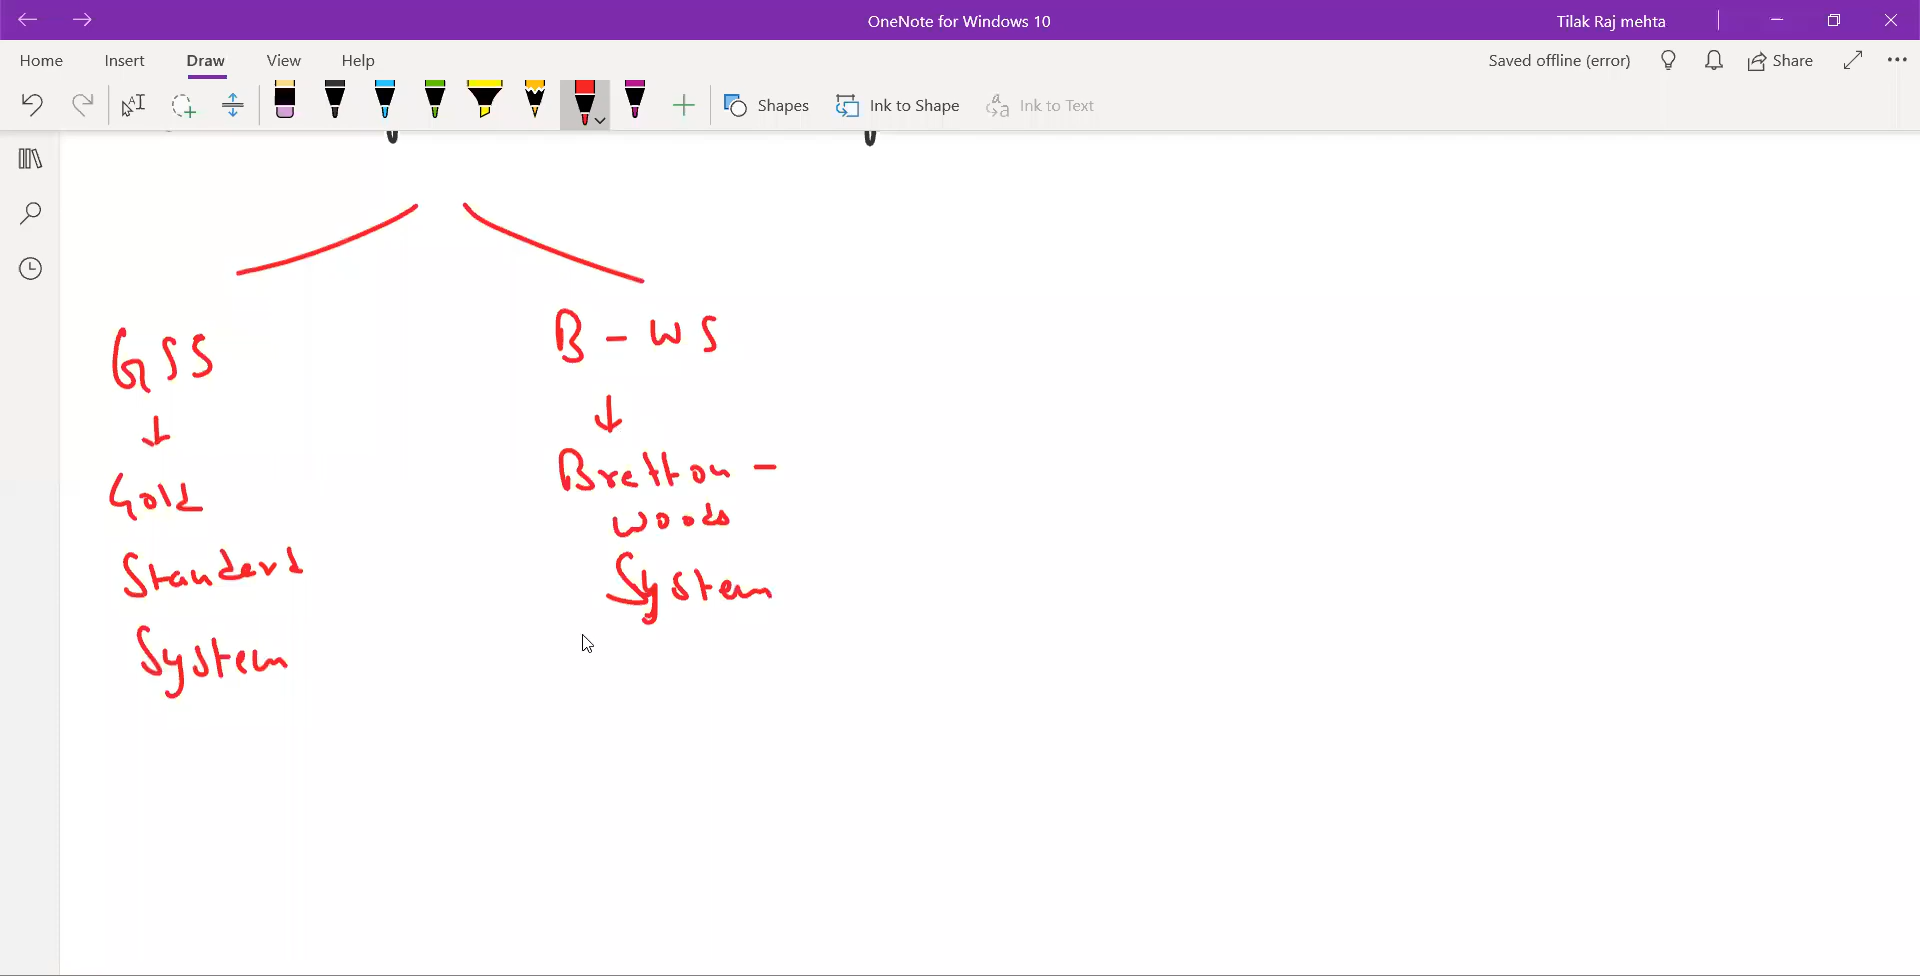 OneNote for Windows 10
Tilak Raj mehta
Home Insert Draw View Help
Saved offline (error) Share
Shapes Ink to Shape Ink to Text
GSS
Gold
Standerd
System
B - WS
Bretton -
woods
System